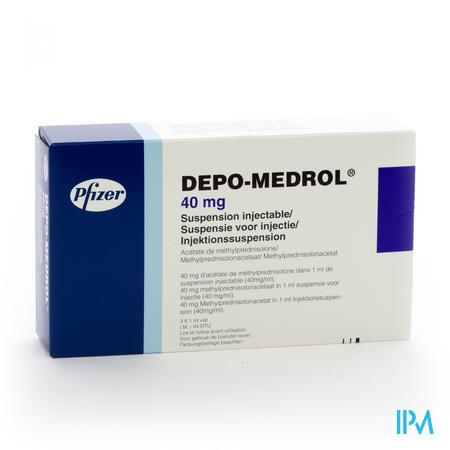 Pfizer
DEPO-MEDROL®
40 mg
Suspension injectable/
Suspensie voor injectie/
Injektionssuspension
Acétate de méthylprednisolone/
Methylprednisolonacetaat/ Methylprednisolonacetat
40 mg d'acétate de méthylprednisolone dans 1 ml de
suspension injectable (40mg/ml).
40 mg methylprednisolonacetaat in 1 ml suspensie voor
injectie (40 mg/ml).
40 mg Methylprednisolonacetat in 1 ml Injektionssuspen-
sion (40mg/ml).
3 X 1 ml vial
I.M. - IN SITU
Lire la notice avant utilisation.
Voor gebruik de bijsluiter lezen.
Packungsbeilage beachten.
DEPO-MEDROL
IPM